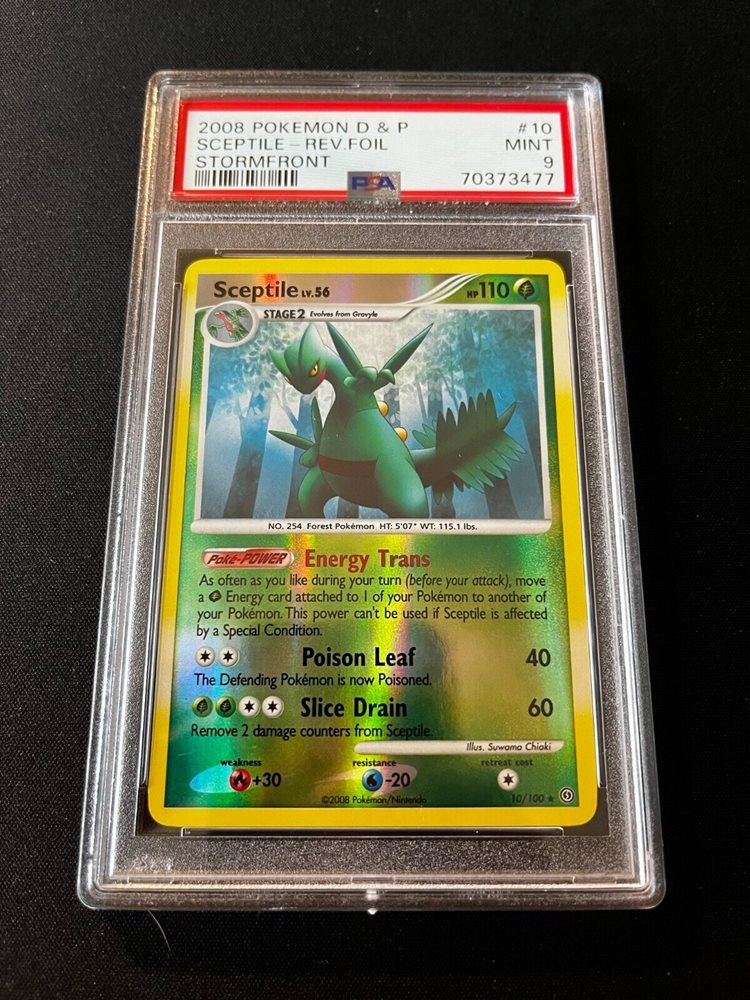 2008 POKEMON D & P #10
SCEPTILE - REV.FOIL MINT
STORMFRONT 9
PSA 70373477
Sceptile LV.56 HP 110
STAGE 2 Evolves from Grovyle
NO. 254 Forest Pokémon HT: 5'07" WT: 115.1 lbs.
Poké-POWER Energy Trans
As often as you like during your turn (before your attack), move
a Energy card attached to 1 of your Pokémon to another of
your Pokémon. This power can't be used if Sceptile is affected
by a Special Condition.
Poison Leaf 40
The Defending Pokémon is now Poisoned.
Slice Drain 60
Remove 2 damage counters from Sceptile.
Illus. Suwama Chiaki
weakness resistance retreat cost
+30 -20
©2008 Pokémon/Nintendo 10/100 ★